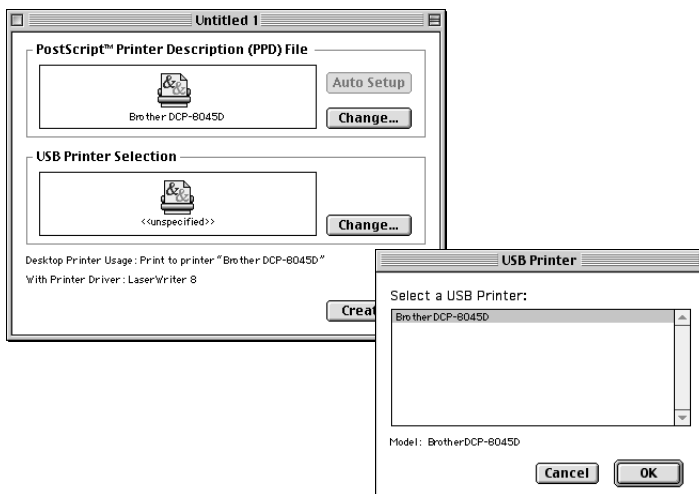 Untitled 1
PostScript™ Printer Description (PPD) File
Brother DCP-8045D
Auto Setup
Change...
USB Printer Selection
<<unspecified>>
Change...
Desktop Printer Usage: Print to printer "Brother DCP-8045D"
With Printer Driver: LaserWriter 8
Creat
USB Printer
Select a USB Printer:
Brother DCP-8045D
Model: BrotherDCP-8045D
Cancel
OK